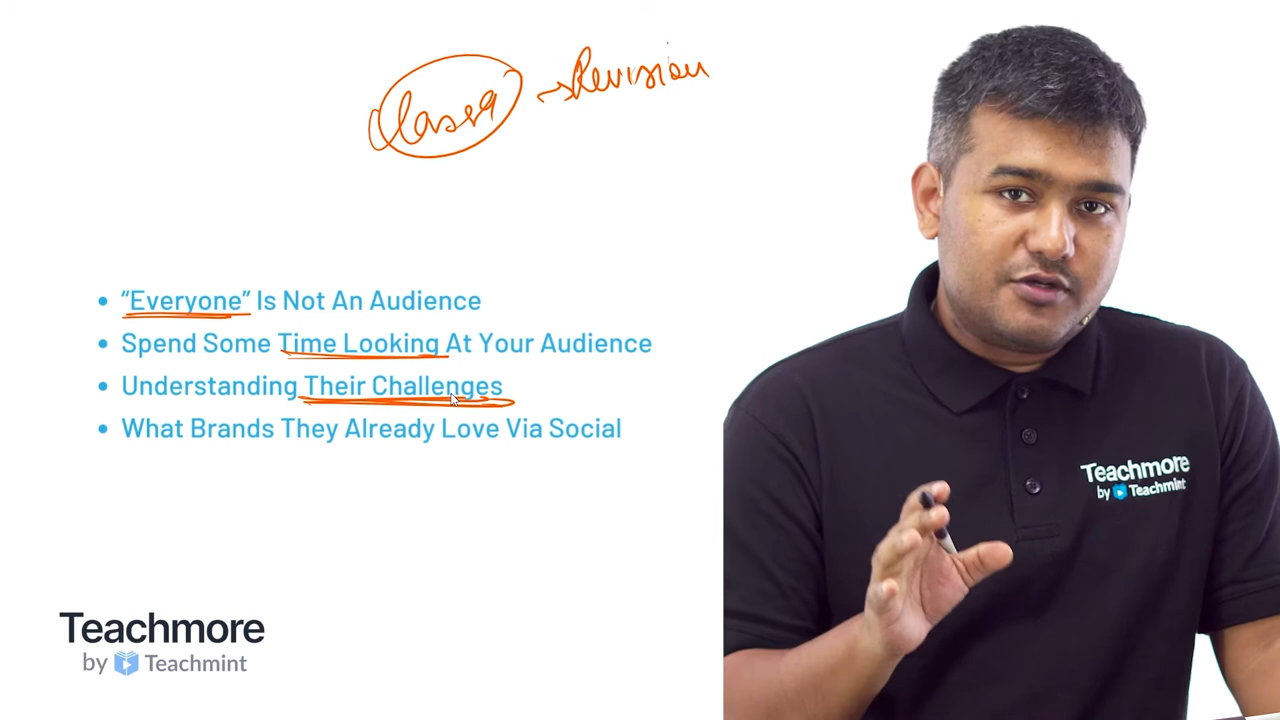 Class 9 → Revision
• “Everyone” Is Not An Audience
• Spend Some Time Looking At Your Audience
• Understanding Their Challenges
• What Brands They Already Love Via Social
Teachmore
by Teachmint
Teachmore
by Teachmint